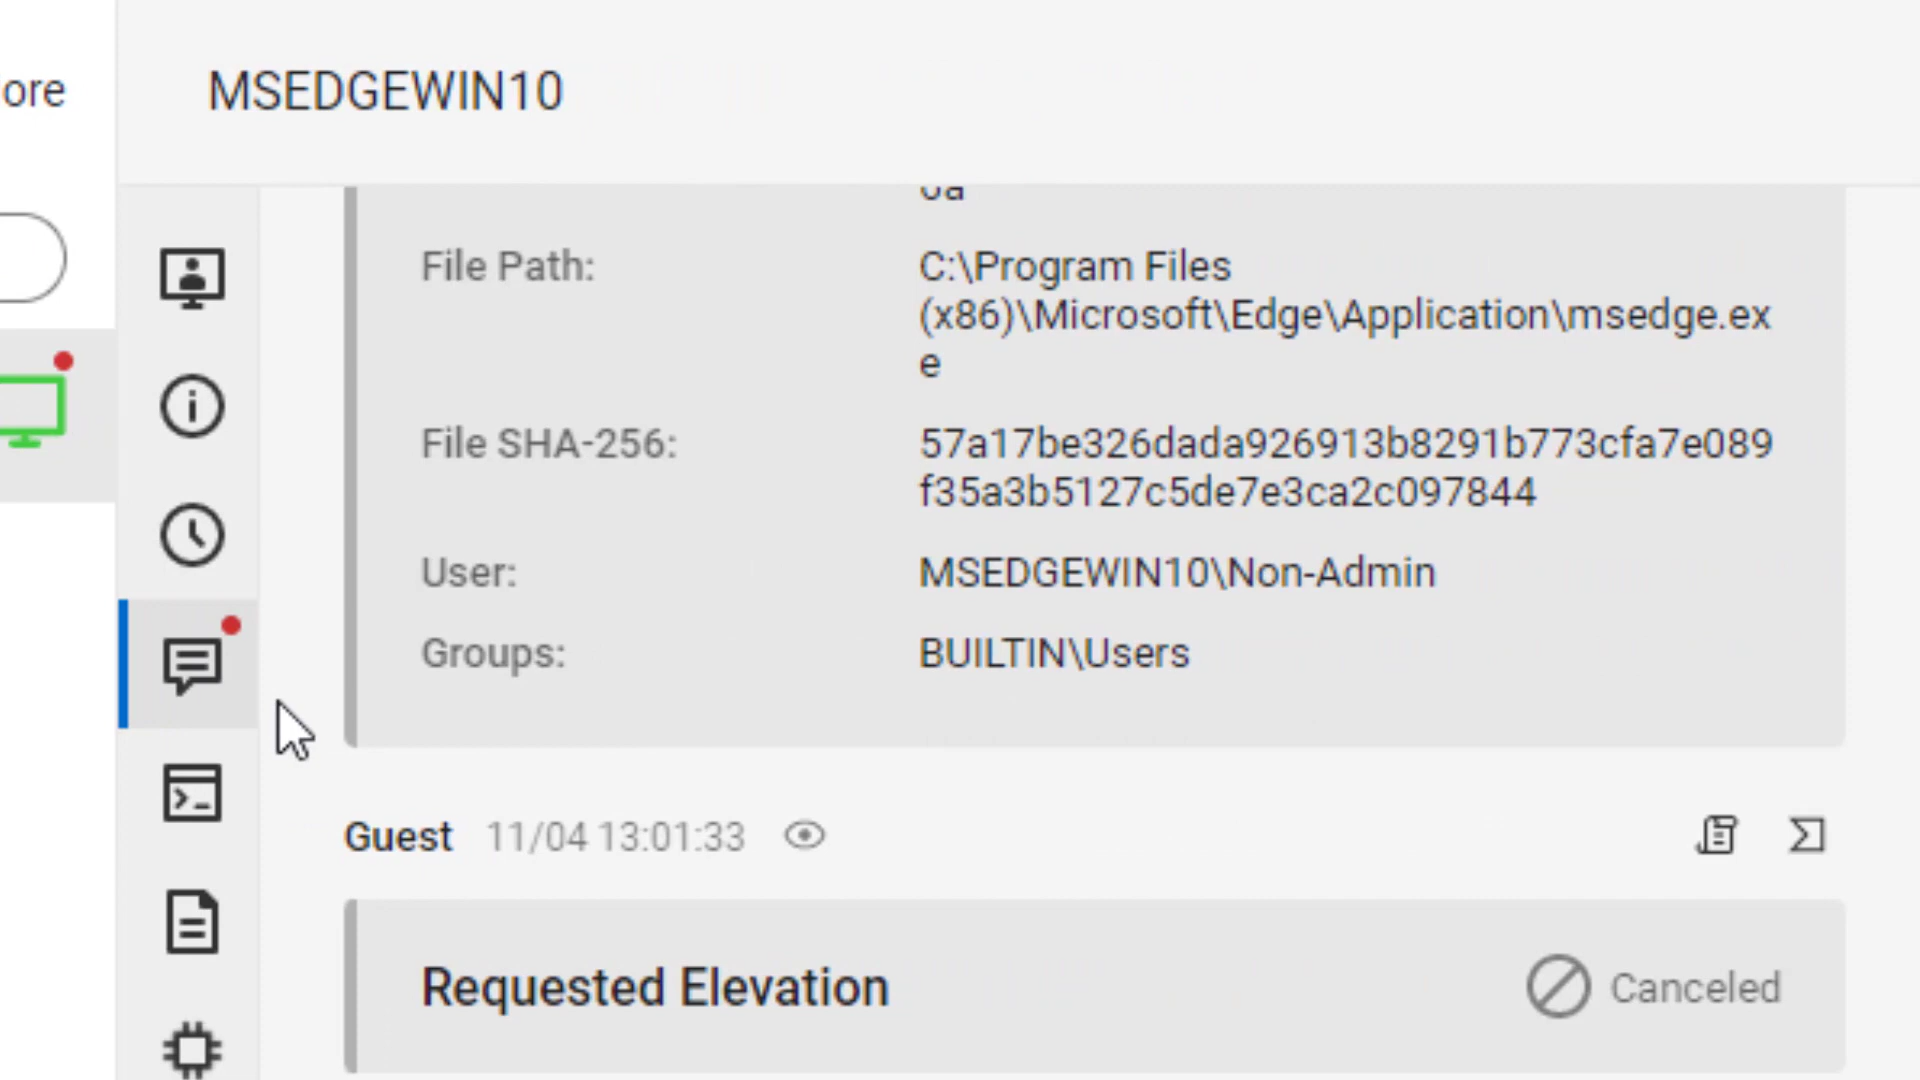 ore
MSEDGEWIN10
File Path:
C:\Program Files
(x86)\Microsoft\Edge\Application\msedge.ex
e
File SHA-256:
57a17be326dada926913b8291b773cfa7e089
f35a3b5127c5de7e3ca2c097844
User:
MSEDGEWIN10\Non-Admin
Groups:
BUILTIN\Users
Guest 11/04 13:01:33
Requested Elevation
Canceled